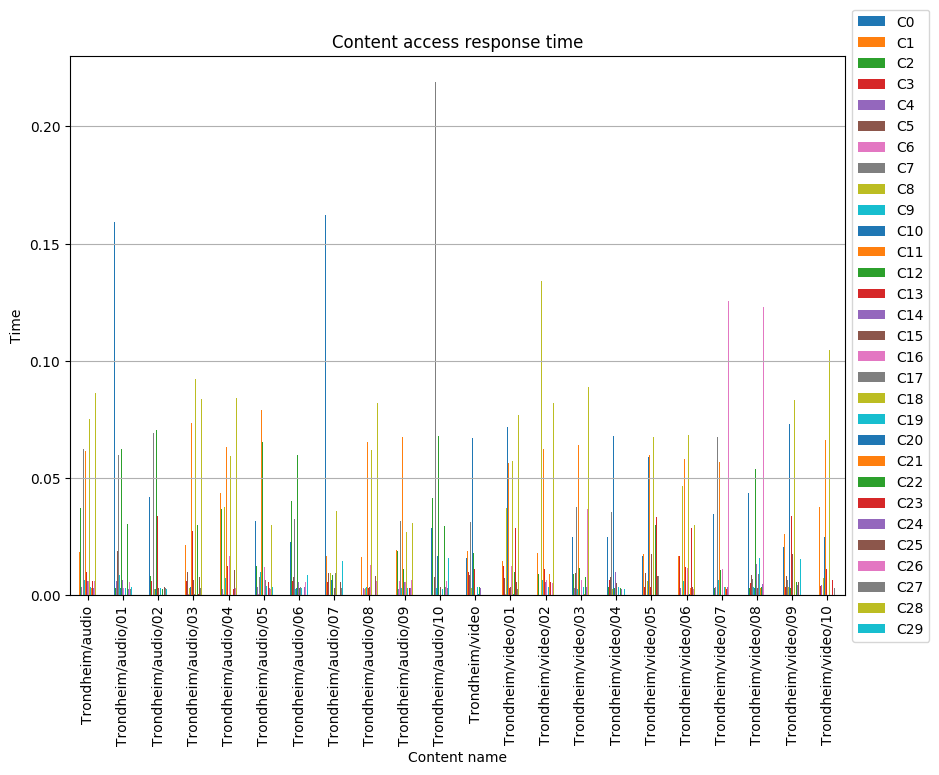 Content access response time
0.20
0.15
0.10
0.05
0.00
Time
Trondheim/audio
Trondheim/audio/01
Trondheim/audio/02
Trondheim/audio/03
Trondheim/audio/04
Trondheim/audio/05
Trondheim/audio/06
Trondheim/audio/07
Trondheim/audio/08
Trondheim/audio/09
Trondheim/audio/10
Trondheim/video
Trondheim/video/01
Trondheim/video/02
Trondheim/video/03
Trondheim/video/04
Trondheim/video/05
Trondheim/video/06
Trondheim/video/07
Trondheim/video/08
Trondheim/video/09
Trondheim/video/10
Content name
C0
C1
C2
C3
C4
C5
C6
C7
C8
C9
C10
C11
C12
C13
C14
C15
C16
C17
C18
C19
C20
C21
C22
C23
C24
C25
C26
C27
C28
C29